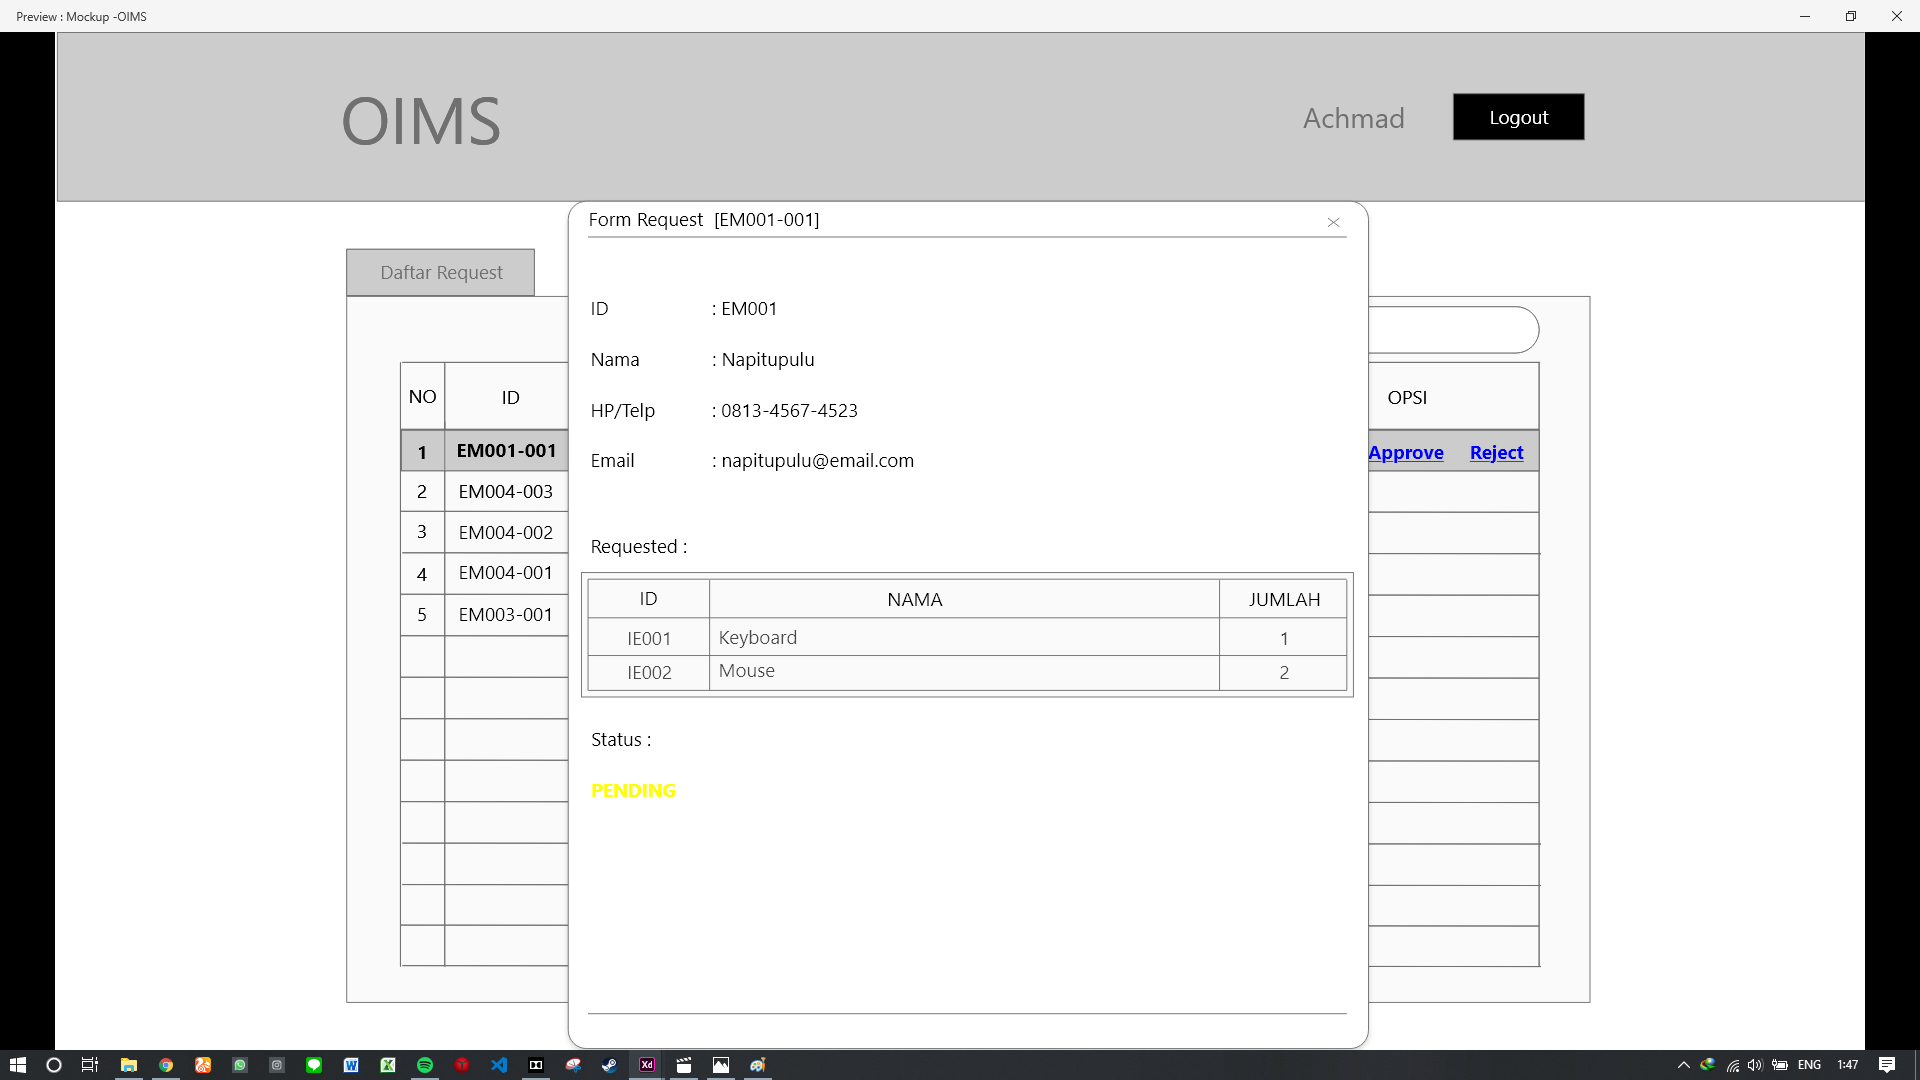 Preview : Mockup -OIMS
OIMS
Achmad
Logout
Form Request [EM001-001]
Daftar Request
ID : EM001
Nama : Napitupulu
HP/Telp : 0813-4567-4523
Email : napitupulu@email.com
Requested :
ID NAMA JUMLAH
IE001 Keyboard 1
IE002 Mouse 2
Status :
PENDING
NO ID OPSI
1 EM001-001 Approve Reject
2 EM004-003
3 EM004-002
4 EM004-001
5 EM003-001
ENG 1:47